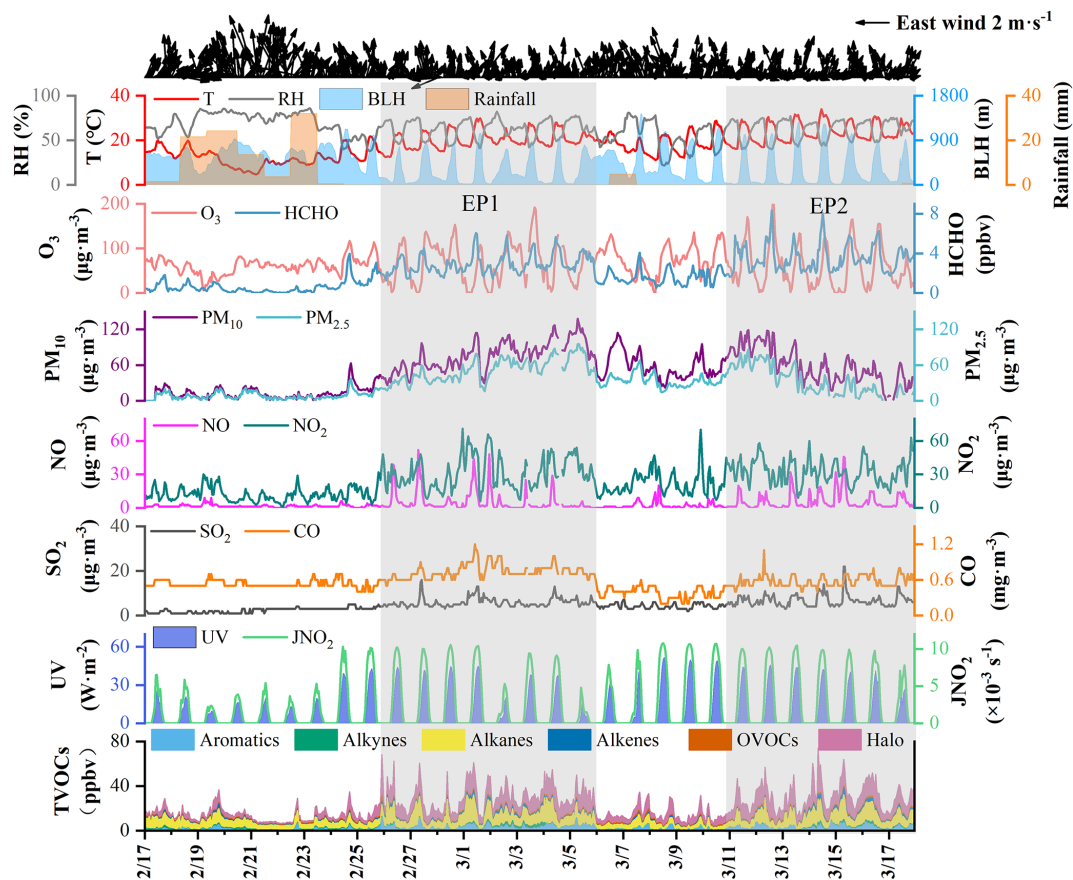 East wind 2 m·s⁻¹
RH (%)
100
50
0
T (℃)
40
20
0
T
RH
BLH
Rainfall
1800
900
0
BLH (m)
40
20
0
Rainfall (mm)
O₃
(μg·m⁻³)
200
100
0
O₃
HCHO
EP1
EP2
8
4
0
HCHO
(ppbv)
PM₁₀
(μg·m⁻³)
120
60
0
PM₁₀
PM₂.₅
120
60
0
PM₂.₅
(μg·m⁻³)
NO
(μg·m⁻³)
60
30
0
NO
NO₂
60
30
0
NO₂
(μg·m⁻³)
SO₂
(μg·m⁻³)
40
20
0
SO₂
CO
1.2
0.6
0.0
CO
(mg·m⁻³)
UV
(W·m⁻²)
60
30
0
UV
JNO₂
10
5
0
JNO₂
(×10⁻³ s⁻¹)
TVOCs
(ppbv)
80
40
0
Aromatics
Alkynes
Alkanes
Alkenes
OVOCs
Halo
2/17
2/19
2/21
2/23
2/25
2/27
3/1
3/3
3/5
3/7
3/9
3/11
3/13
3/15
3/17